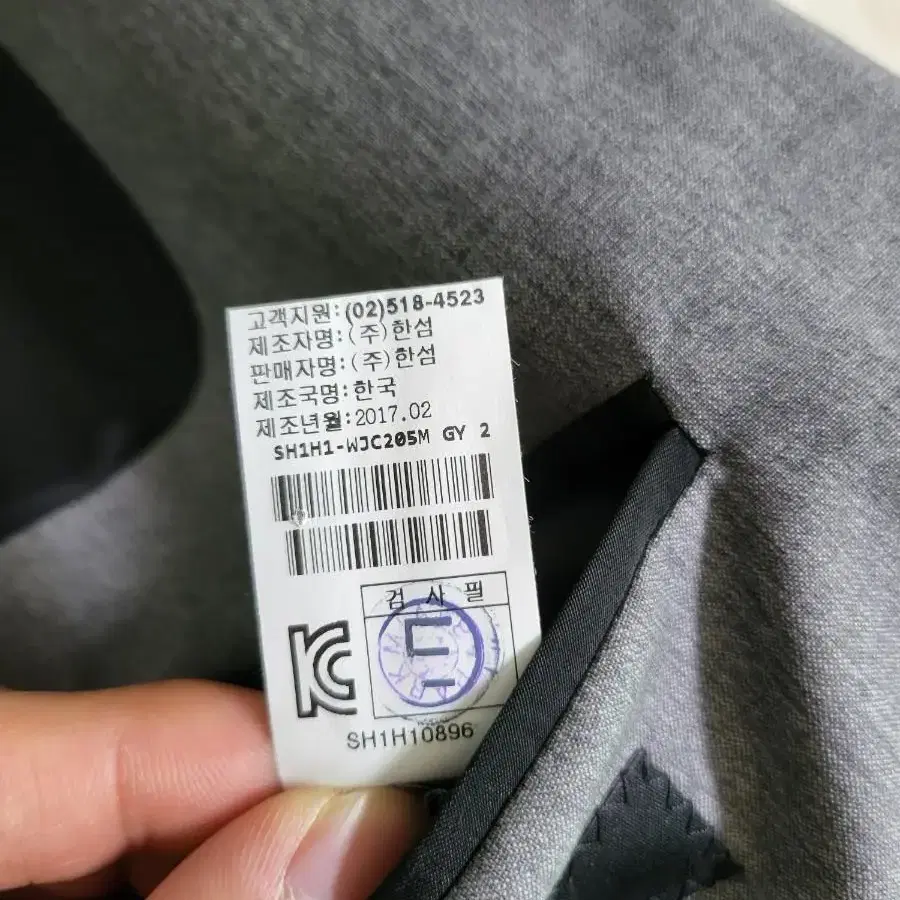 고객지원:(02)518-4523
제조자명:(주)한섬
판매자명:(주)한섬
제조국명:한국
제조년월:2017.02
SH1H1-WJC205M GY 2
검 사 필
KC
SH1H10896